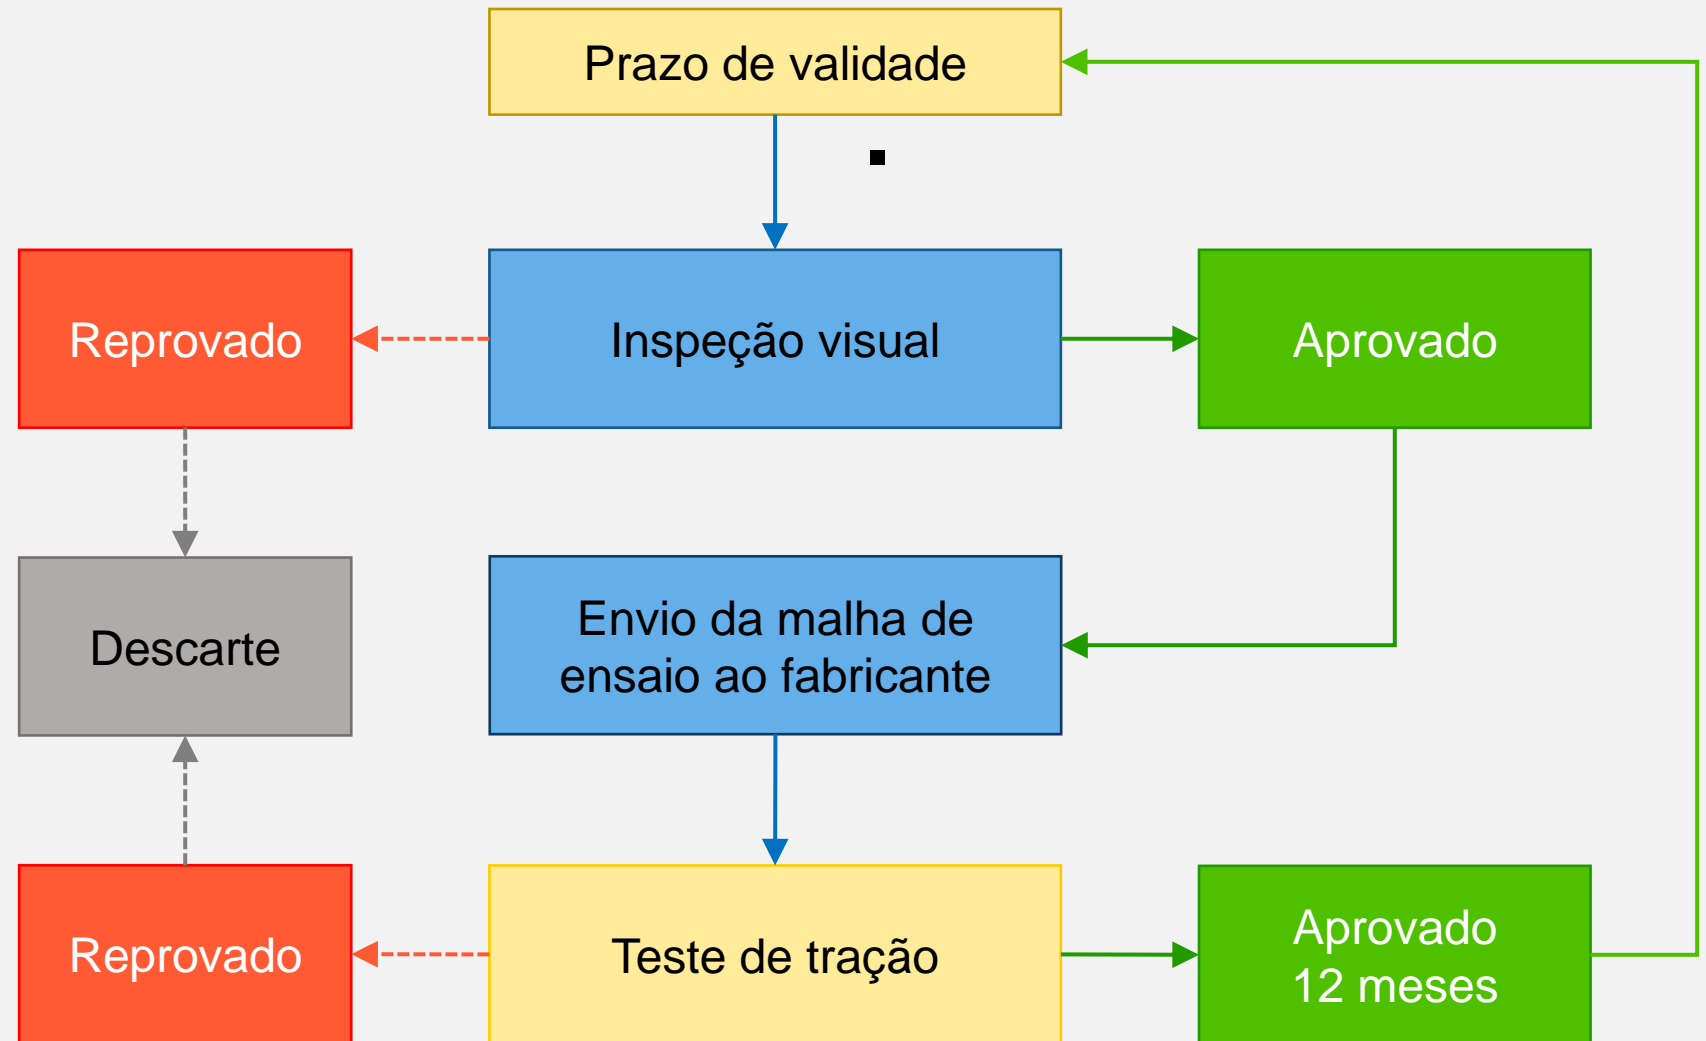 Prazo de validade
Reprovado
Inspeção visual
Aprovado
Descarte
Envio da malha de
ensaio ao fabricante
Reprovado
Teste de tração
Aprovado
12 meses